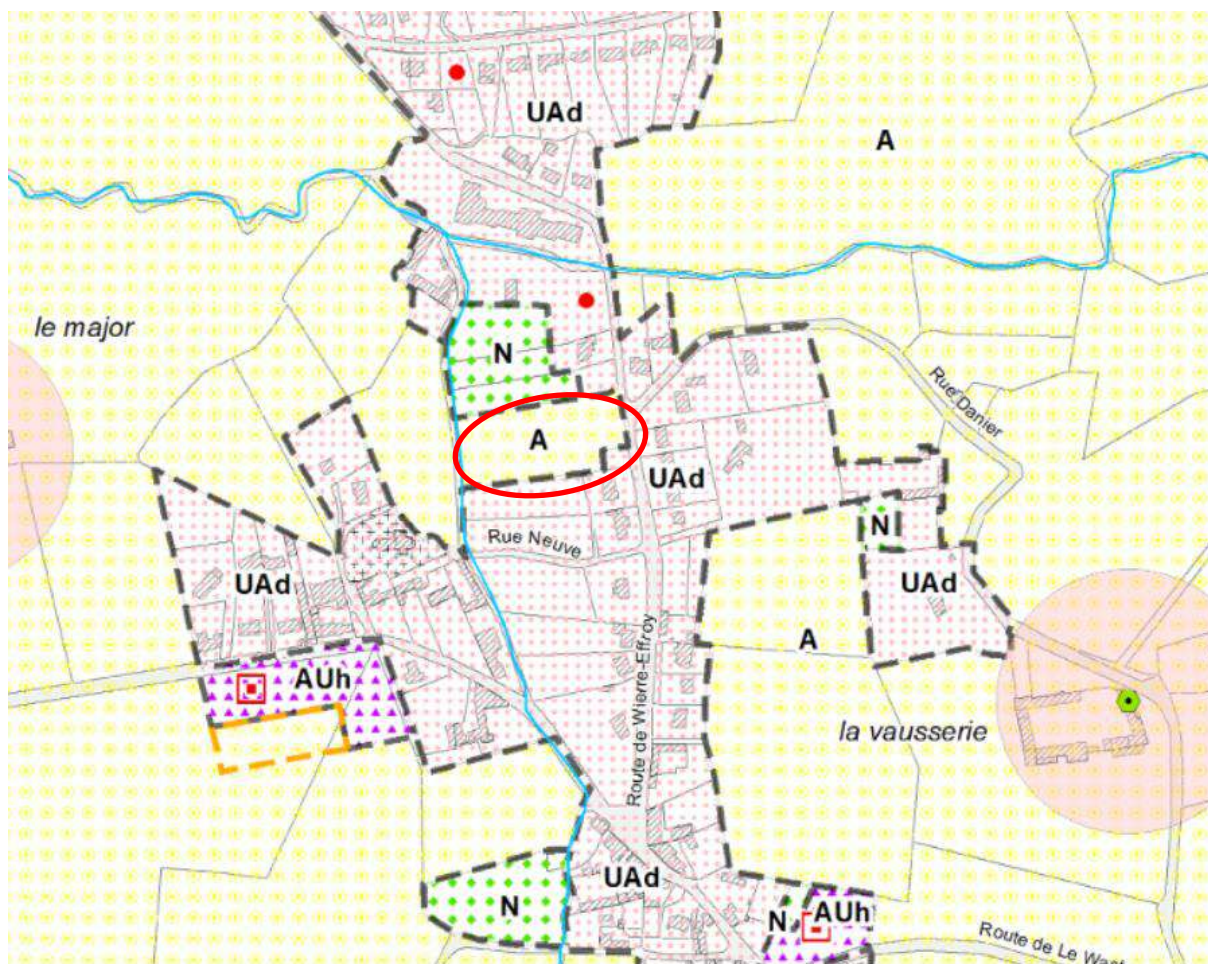 UAd
A
le major
N
Rue Danier
A
UAd
N
Rue Neuve
UAd
UAd
A
AUh
Route de Wierre-Effroy
la vausserie
UAd
N
N
AUh
Route de Le